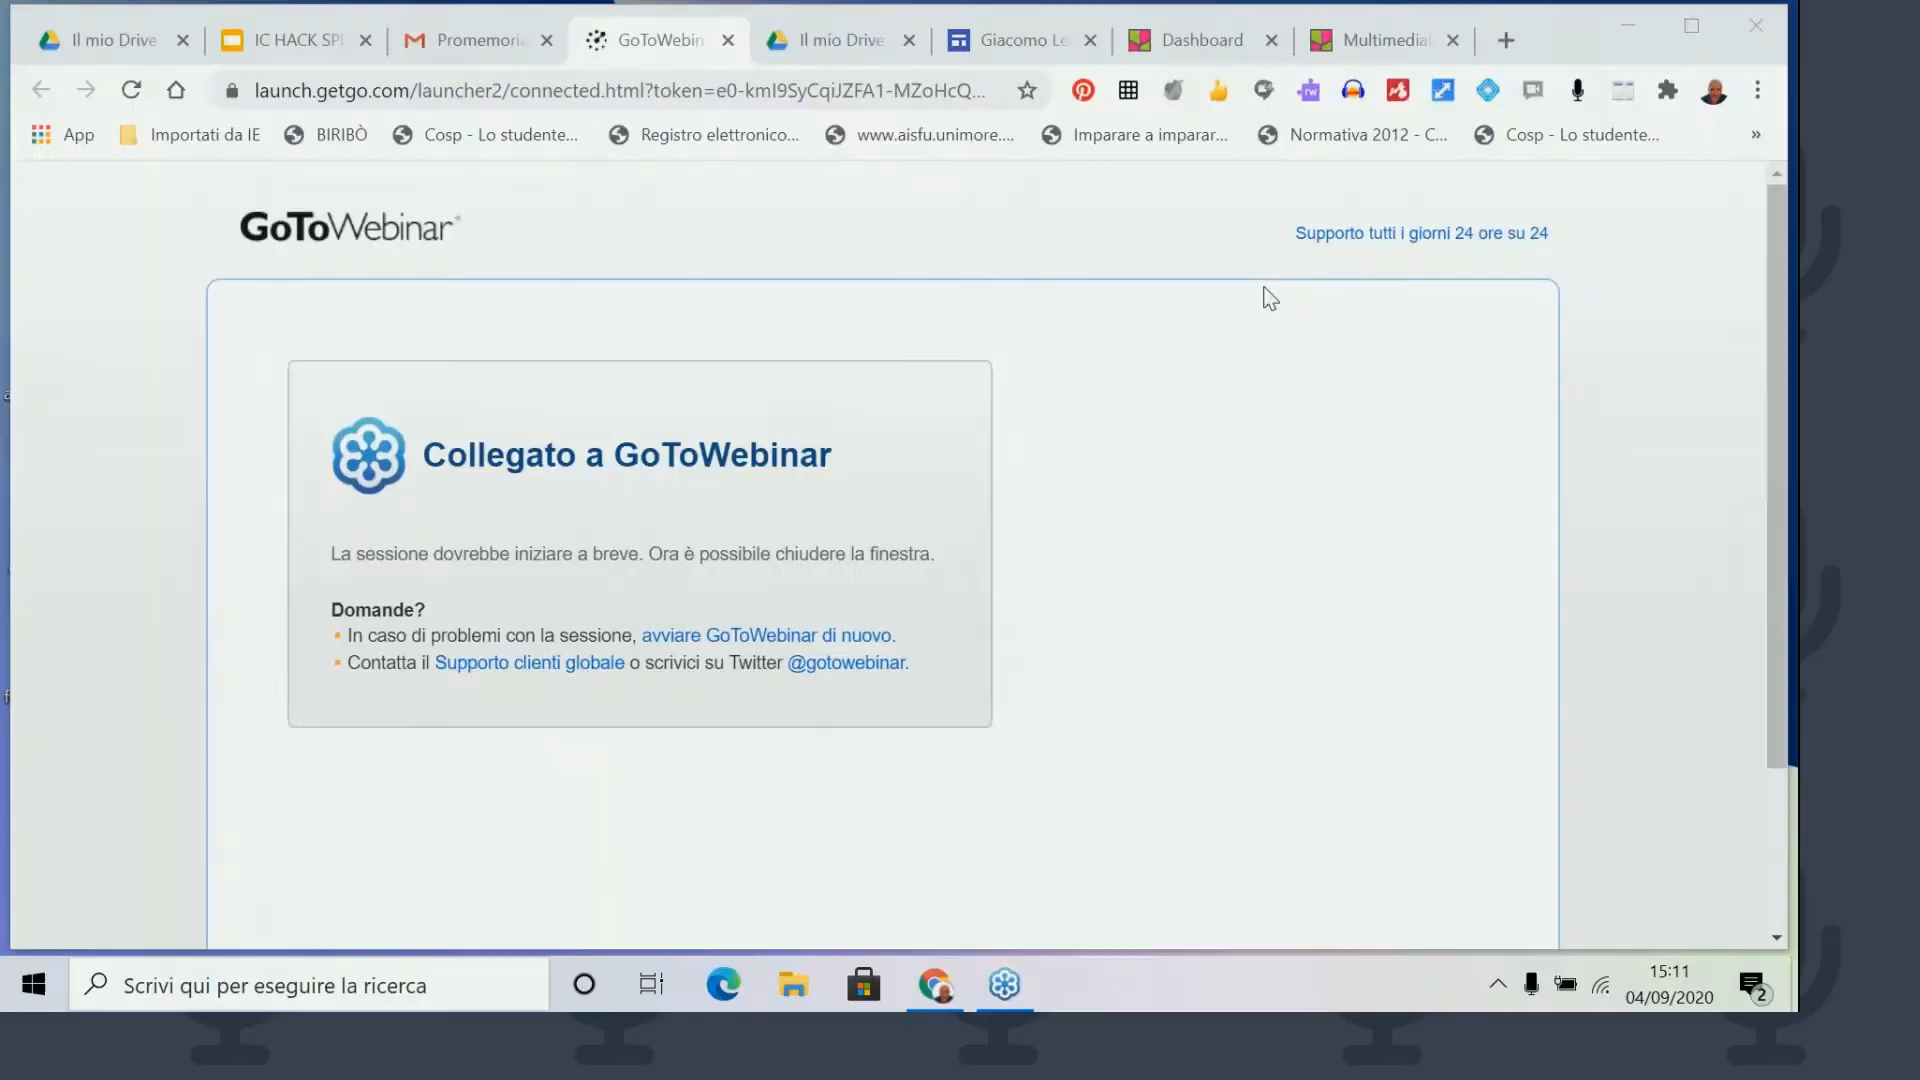 Il mio Drive
IC HACK SP
Promemoria
GoToWebin
Il mio Drive
Giacomo Le
Dashboard
Multimedial
launch.getgo.com/launcher2/connected.html?token=e0-kmI9SyCqiJZFA1-MZoHcQ...
App
Importati da IE
BIRIBÒ
Cosp - Lo studente...
Registro elettronico...
www.aisfu.unimore....
Imparare a imparar...
Normativa 2012 - C...
Cosp - Lo studente...
»
GoToWebinar
Supporto tutti i giorni 24 ore su 24
Collegato a GoToWebinar
La sessione dovrebbe iniziare a breve. Ora è possibile chiudere la finestra.
Domande?
In caso di problemi con la sessione, avviare GoToWebinar di nuovo.
Contatta il Supporto clienti globale o scrivici su Twitter @gotowebinar.
Scrivi qui per eseguire la ricerca
15:11
04/09/2020
2